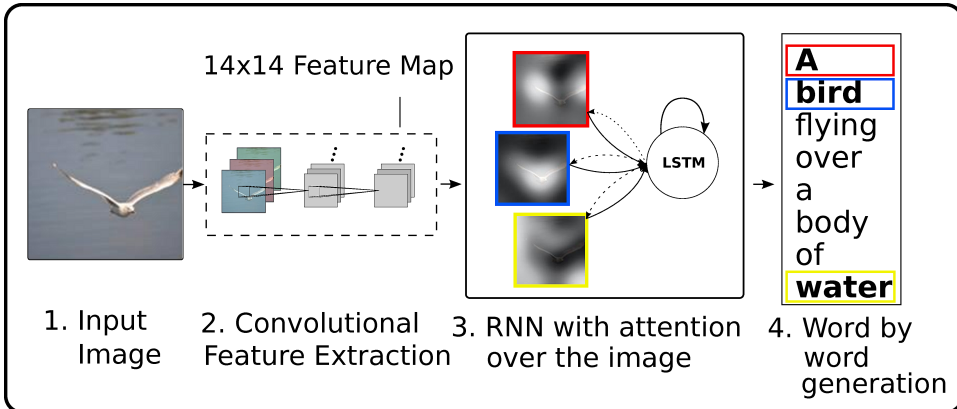 14x14 Feature Map
LSTM
A
bird
flying
over
a
body
of
water
1. Input
Image
2. Convolutional
Feature Extraction
3. RNN with attention
over the image
4. Word by
word
generation